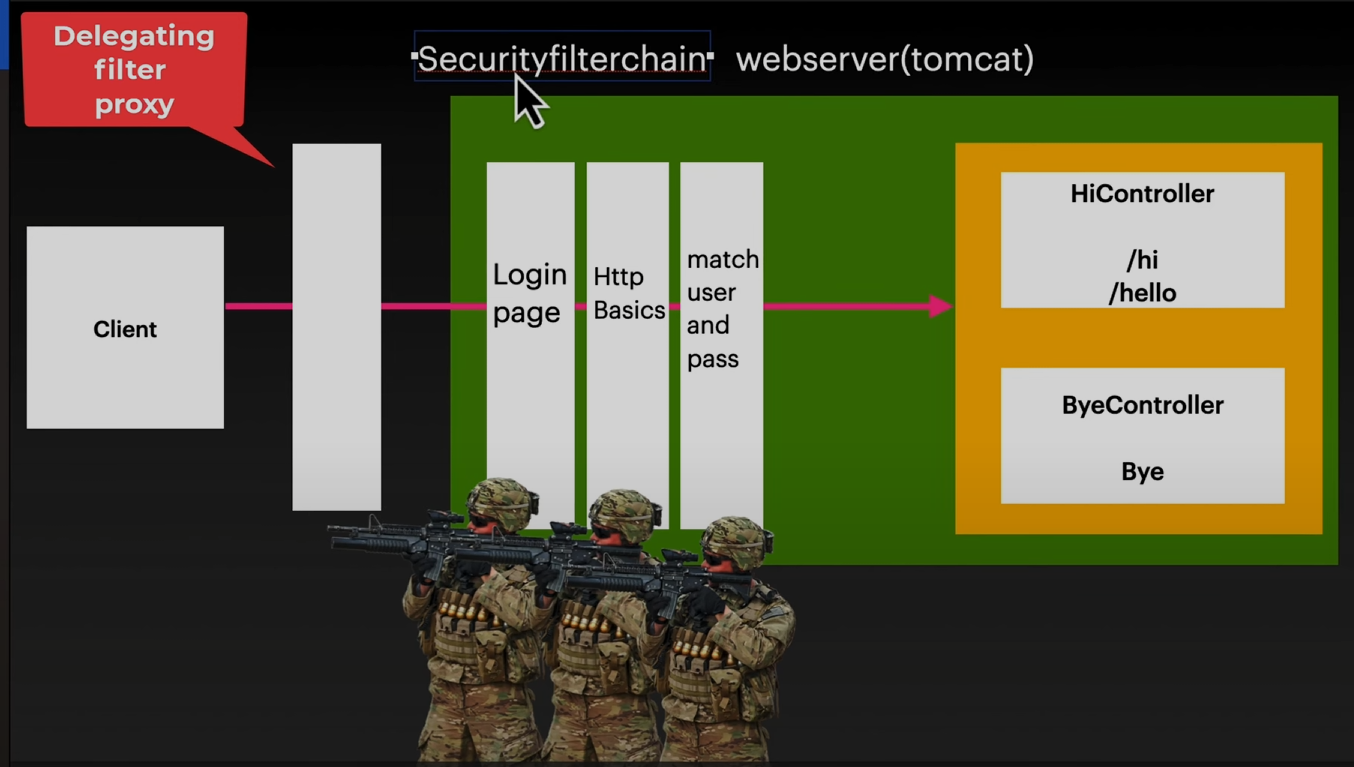 Delegating
filter
proxy
Securityfilterchain webserver(tomcat)
Client
Login
page
Http
Basics
match
user
and
pass
HiController
/hi
/hello
ByeController
Bye